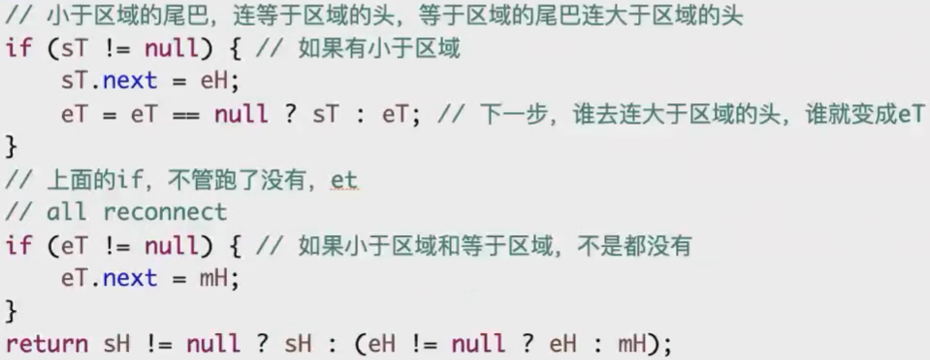 // 小于区域的尾巴，连等于区域的头，等于区域的尾巴连大于区域的头
if (sT != null) { // 如果有小于区域
    sT.next = eH;
    eT = eT == null ? sT : eT; // 下一步，谁去连大于区域的头，谁就变成eT
}
// 上面的if，不管跑了没有，et
// all reconnect
if (eT != null) { // 如果小于区域和等于区域，不是都没有
    eT.next = mH;
}
return sH != null ? sH : (eH != null ? eH : mH);